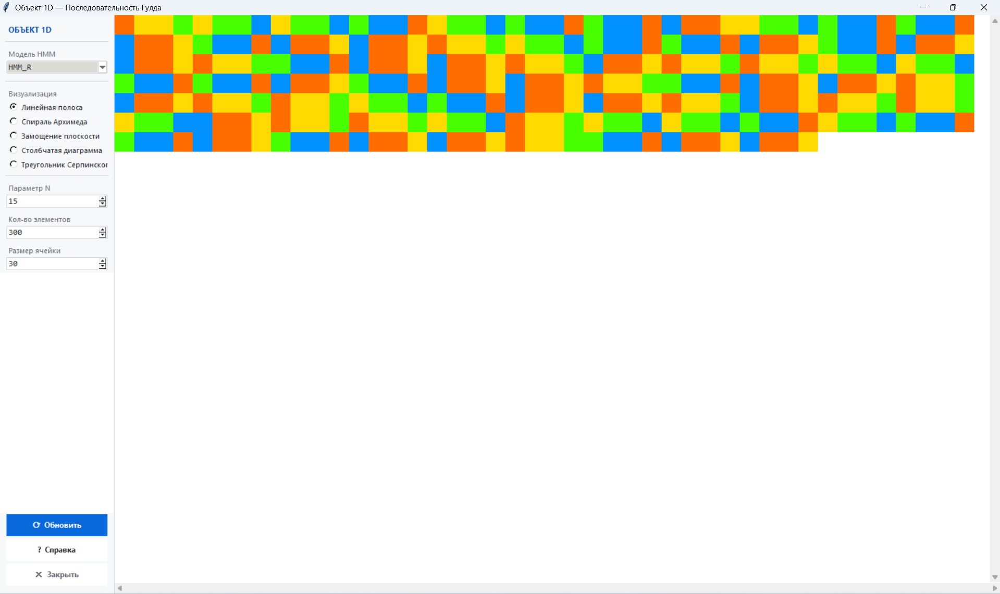 Объект 1D — Последовательность Гулда
ОБЪЕКТ 1D
Модель НММ
HMM_R
Визуализация
Линейная полоса
Спираль Архимеда
Замощение плоскости
Столбчатая диаграмма
Треугольник Серпинског
Параметр N
15
Кол-во элементов
300
Размер ячейки
30
⟳ Обновить
? Справка
✕ Закрыть